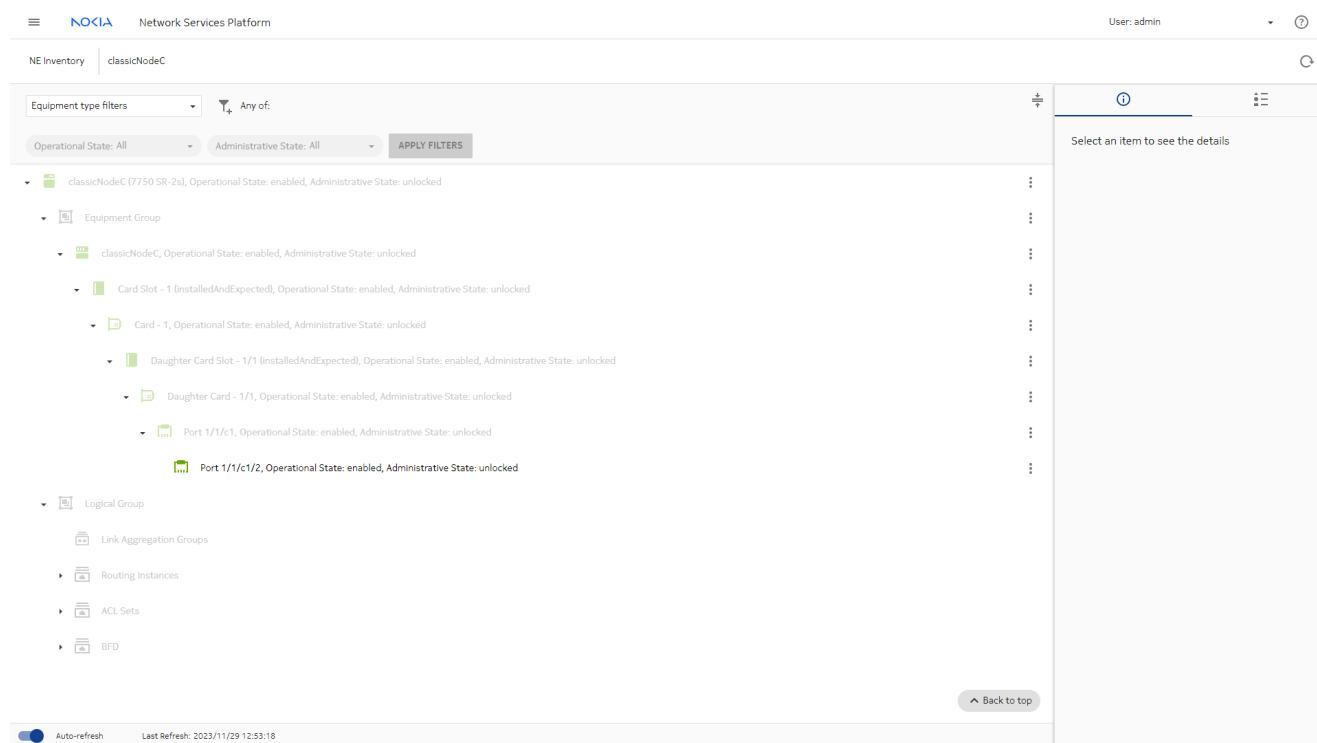 NOKIA Network Services Platform User: admin
NE Inventory classicNodeC
Equipment type filters Any of:
Operational State: All Administrative State: All APPLY FILTERS
Select an item to see the details
classicNodeC (7750 SR-2s), Operational State: enabled, Administrative State: unlocked
Equipment Group
classicNodeC, Operational State: enabled, Administrative State: unlocked
Card Slot - 1 (installedAndExpected), Operational State: enabled, Administrative State: unlocked
Card - 1, Operational State: enabled, Administrative State: unlocked
Daughter Card Slot - 1/1 (installedAndExpected), Operational State: enabled, Administrative State: unlocked
Daughter Card - 1/1, Operational State: enabled, Administrative State: unlocked
Port 1/1/c1, Operational State: enabled, Administrative State: unlocked
Port 1/1/c1/2, Operational State: enabled, Administrative State: unlocked
Logical Group
Link Aggregation Groups
Routing Instances
ACL Sets
BFD
Back to top
Auto-refresh Last Refresh: 2023/11/29 12:53:18